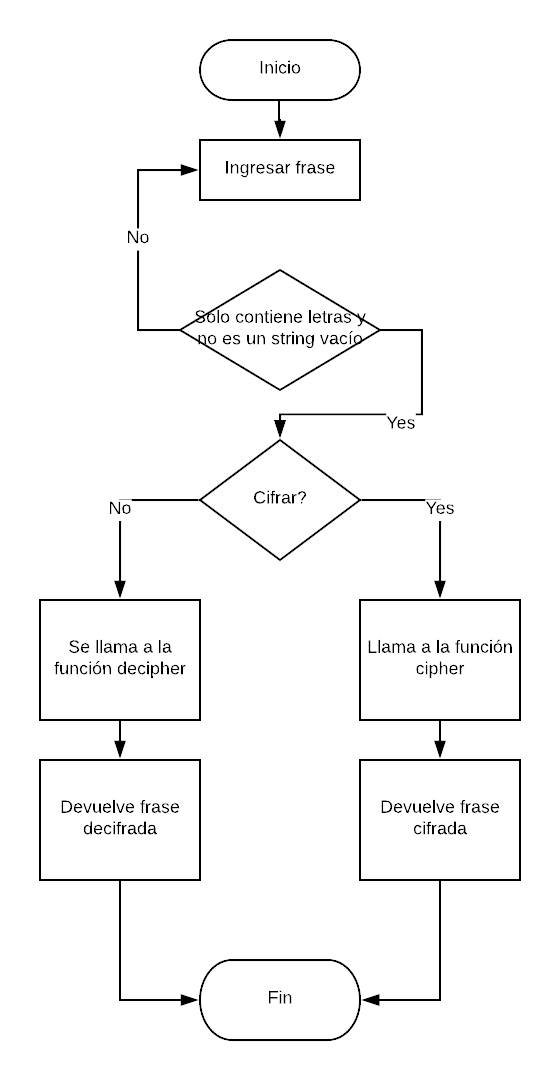 Inicio
Ingresar frase
No
Sólo contiene letras y
no es un string vacío
Yes
Cifrar?
No
Yes
Se llama a la
función decipher
Llama a la función
cipher
Devuelve frase
decifrada
Devuelve frase
cifrada
Fin